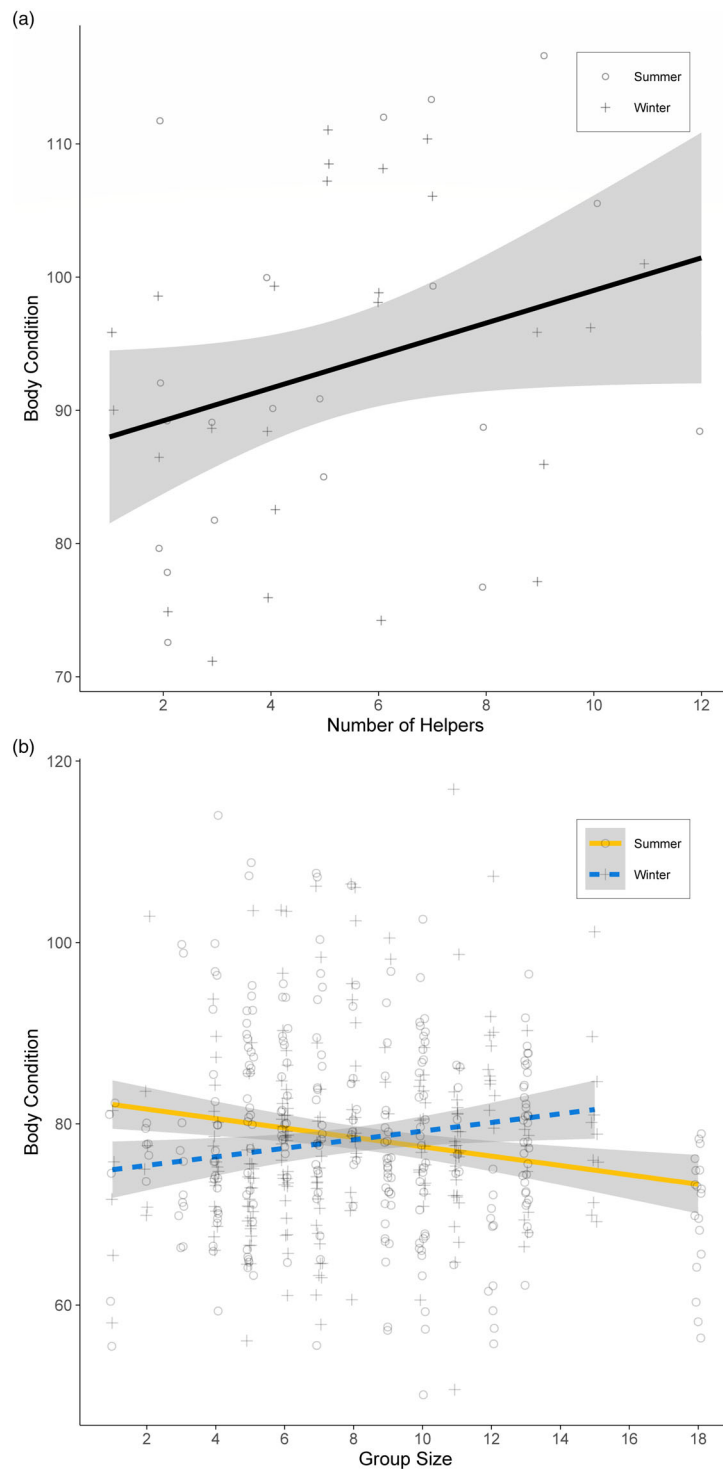 (a)
Summer
Winter
110
100
90
80
70
Body Condition
2 4 6 8 10 12
Number of Helpers
(b)
120
Summer
Winter
100
80
60
Body Condition
2 4 6 8 10 12 14 16 18
Group Size